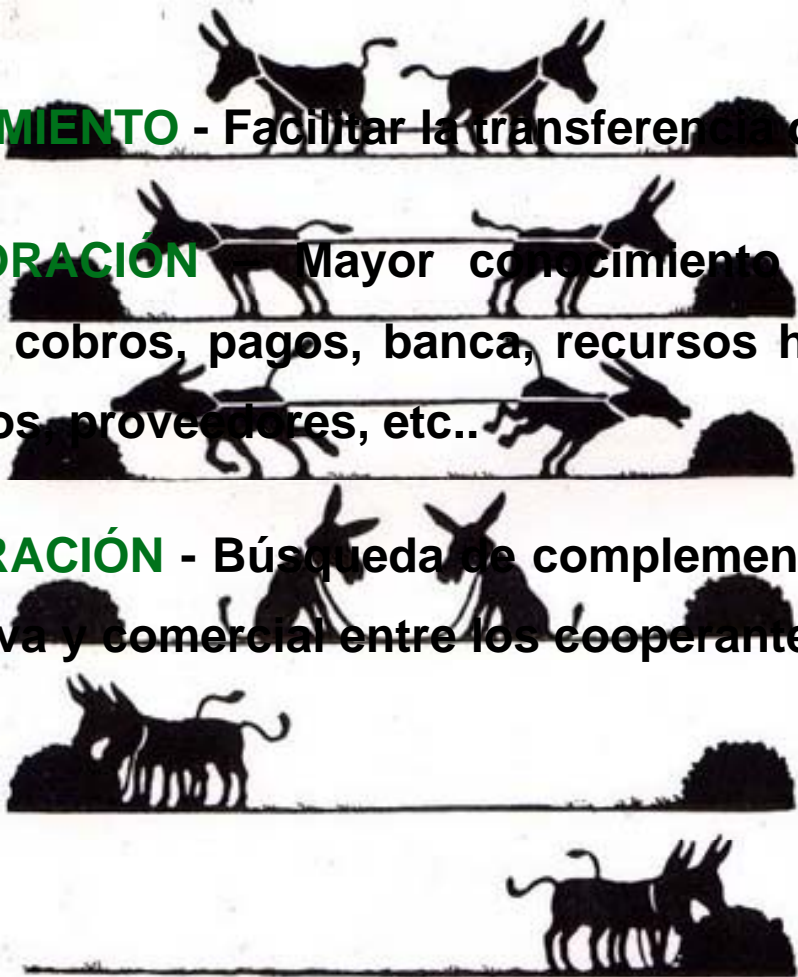 MIENTO - Facilitar la transferencia
ORACIÓN - Mayor conocimiento
cobros, pagos, banca, recursos h
os, proveedores, etc..
RACIÓN - Búsqueda de complemen
va y comercial entre los cooperante